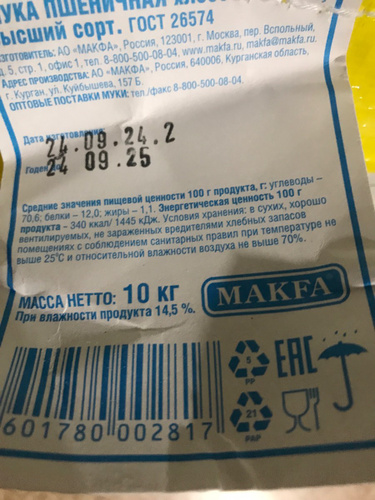 МУКА ПШЕНИЧНАЯ
высший сорт. ГОСТ 26574
ИЗГОТОВИТЕЛЬ: АО «МАКФА», Россия, 123001, г. Москва, пер. Вспольный,
д. 5, стр. 1, офис 1, тел. 8-800-500-08-04, www.makfa.ru, makfa@makfa.ru.
АДРЕС ПРОИЗВОДСТВА: АО «МАКФА», Россия, 640006, Курганская область,
г. Курган, ул. Куйбышева, 157 Б.
ОПТОВЫЕ ПОСТАВКИ МУКИ: тел./факс 8-800-500-08-04.
Дата изготовления
24.09.24.2
Годен
24 09.25
Средние значения пищевой ценности 100 г продукта, г: углеводы –
70,6; белки – 12,0; жиры – 1,1. Энергетическая ценность 100 г
продукта - 340 ккал/ 1445 кДж. Условия хранения: в сухих, хорошо
вентилируемых, не зараженных вредителями хлебных запасов
помещениях с соблюдением санитарных правил при температуре не
выше 25°С и относительной влажности воздуха не выше 70%.
МАССА НЕТТО: 10 КГ
При влажности продукта 14,5 %.
MAKFA
5
PP
EAC
21
PAP
601780 002817